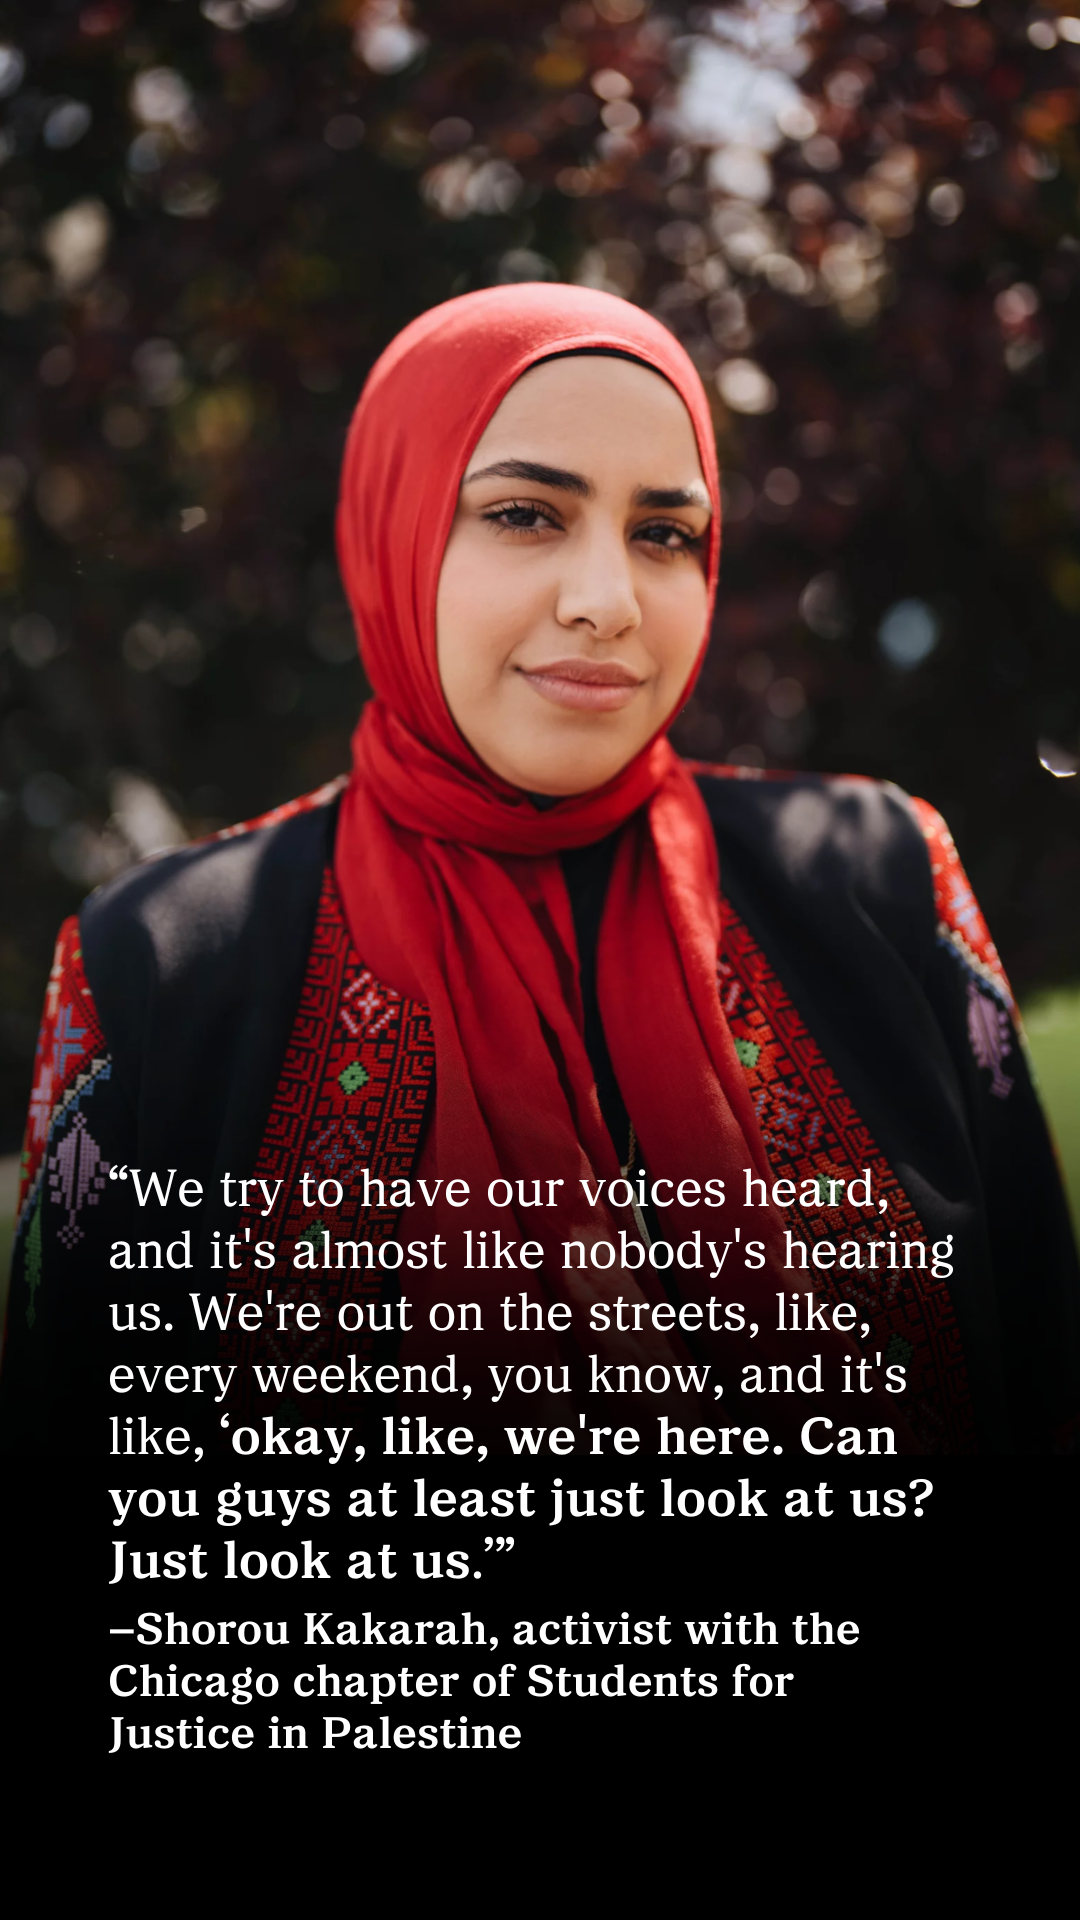 “We try to have our voices heard,
and it's almost like nobody's hearing
us. We're out on the streets, like,
every weekend, you know, and it's
like, ‘okay, like, we're here. Can
you guys at least just look at us?
Just look at us.’”
–Shorou Kakarah, activist with the
Chicago chapter of Students for
Justice in Palestine